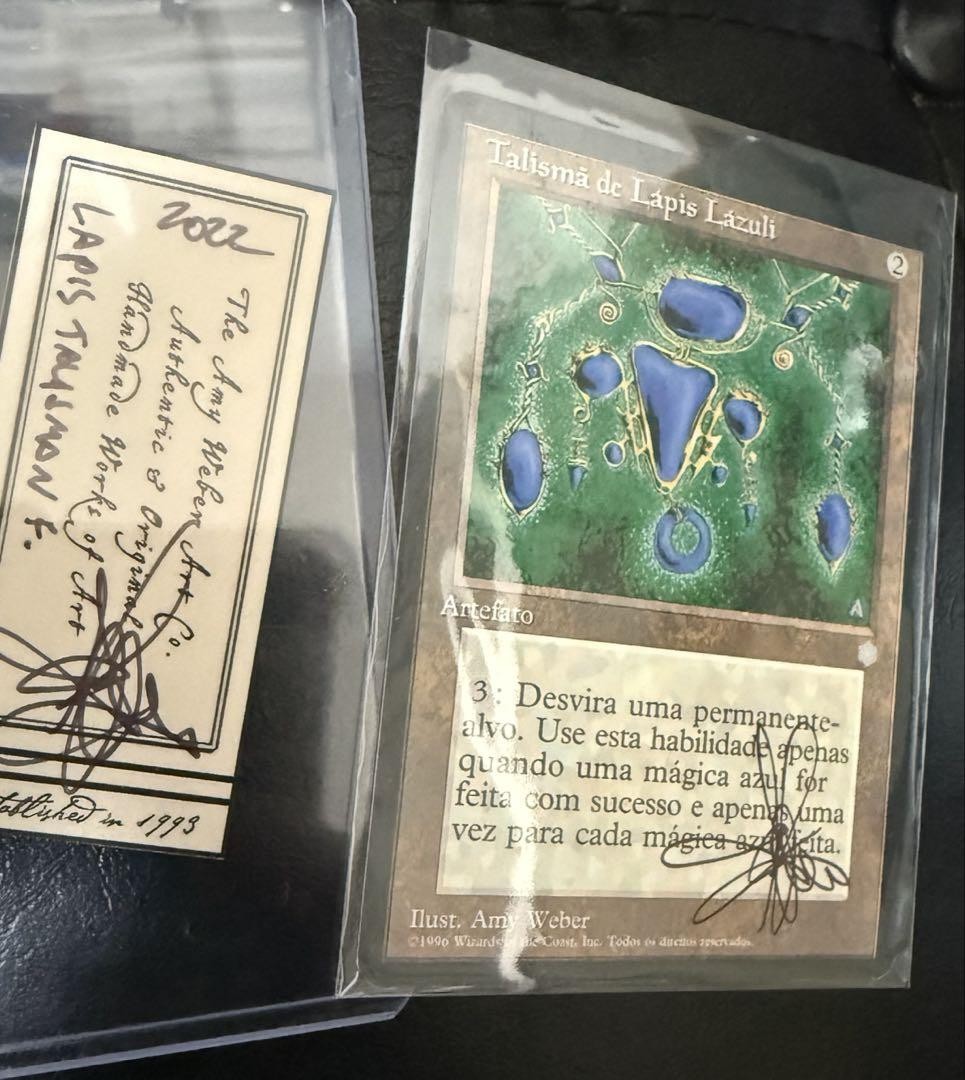 2022
The Amy Weber Art Co.
Authentic & Original
Handmade Works of Art
LAPIS TALISMAN F.
tablished in 1993
Talismã de Lápis Lázuli
2
A
Artefato
3: Desvira uma permanente-
alvo. Use esta habilidade apenas
quando uma mágica azul for
feita com sucesso e apenas uma
vez para cada mágica azul feita.
Ilust. Amy Weber
©1996 Wizards of the Coast, Inc. Todos os direitos reservados.